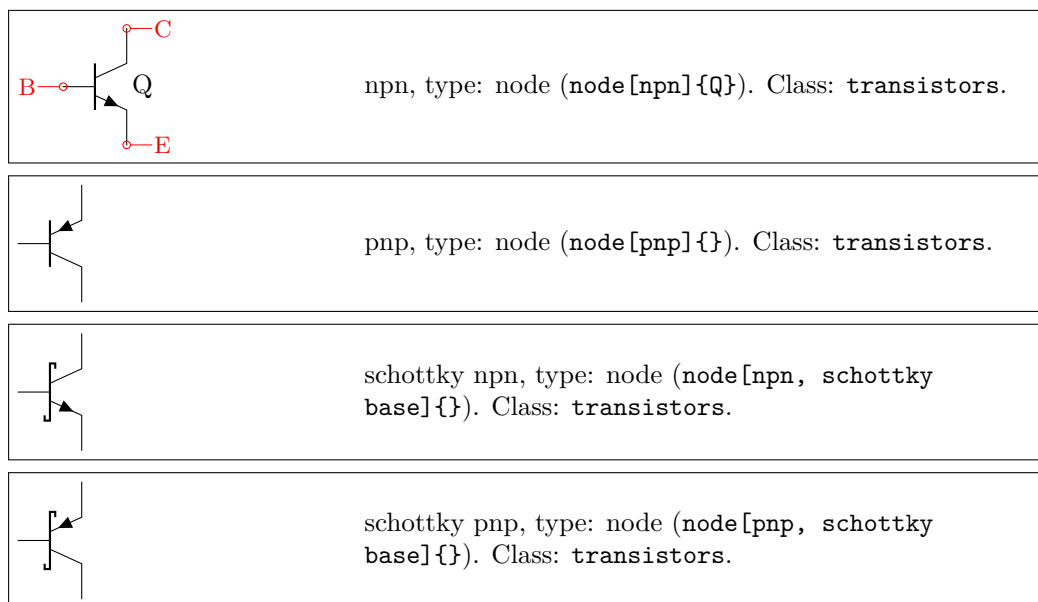 C
B
Q
npn, type: node (node[npn]{Q}). Class: transistors.
E
pnp, type: node (node[pnp]{}). Class: transistors.
schottky npn, type: node (node[npn, schottky
base]{}). Class: transistors.
schottky pnp, type: node (node[pnp, schottky
base]{}). Class: transistors.